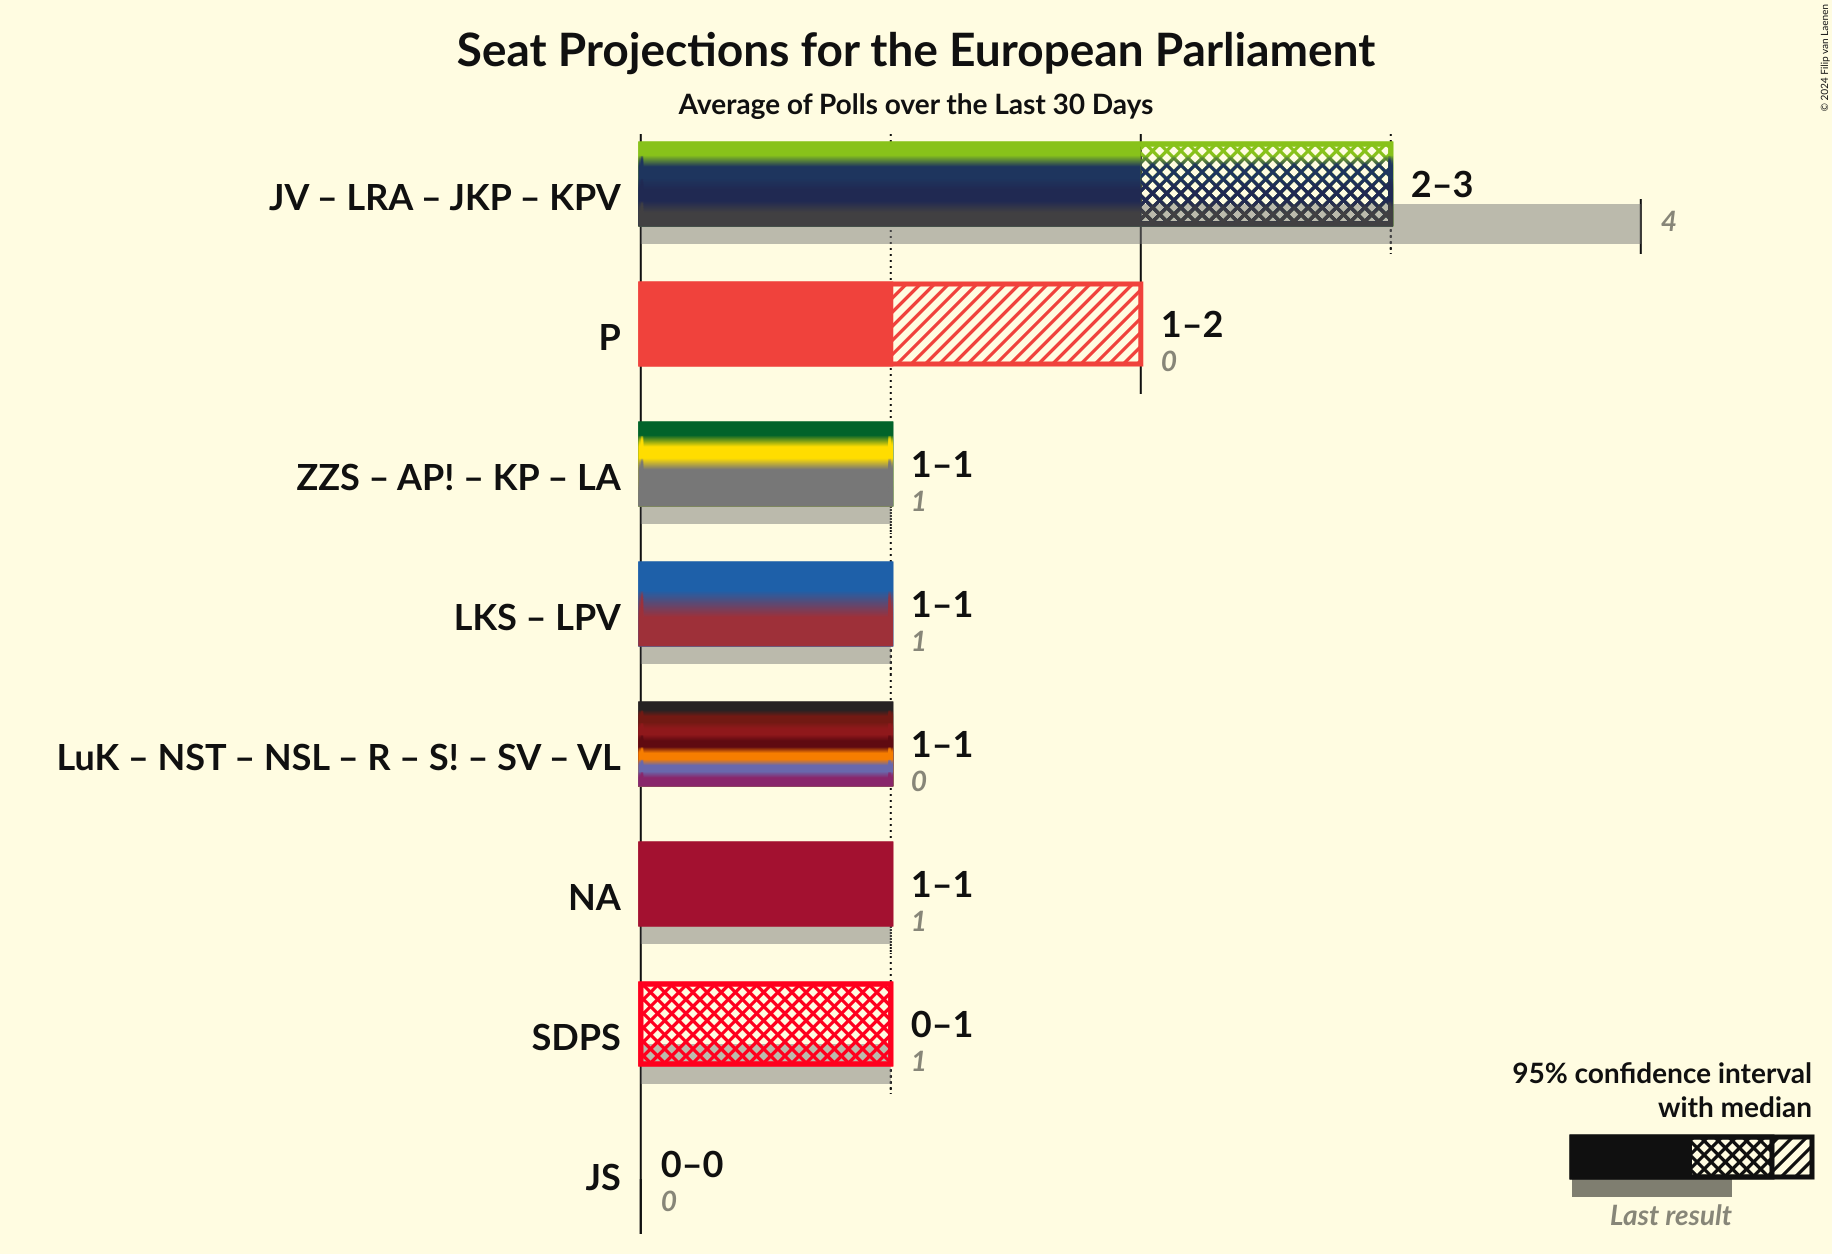 Seat Projections for the European Parliament
Average of Polls over the Last 30 Days
© 2024 Filip van Laenen
JV – LRA – JKP – KPV
2–3
4
P
1–2
0
ZZS – AP! – KP – LA
1–1
1
LKS – LPV
1–1
1
LuK – NST – NSL – R – S! – SV – VL
1–1
0
NA
1–1
1
SDPS
0–1
1
JS
0–0
0
95% confidence interval
with median
Last result